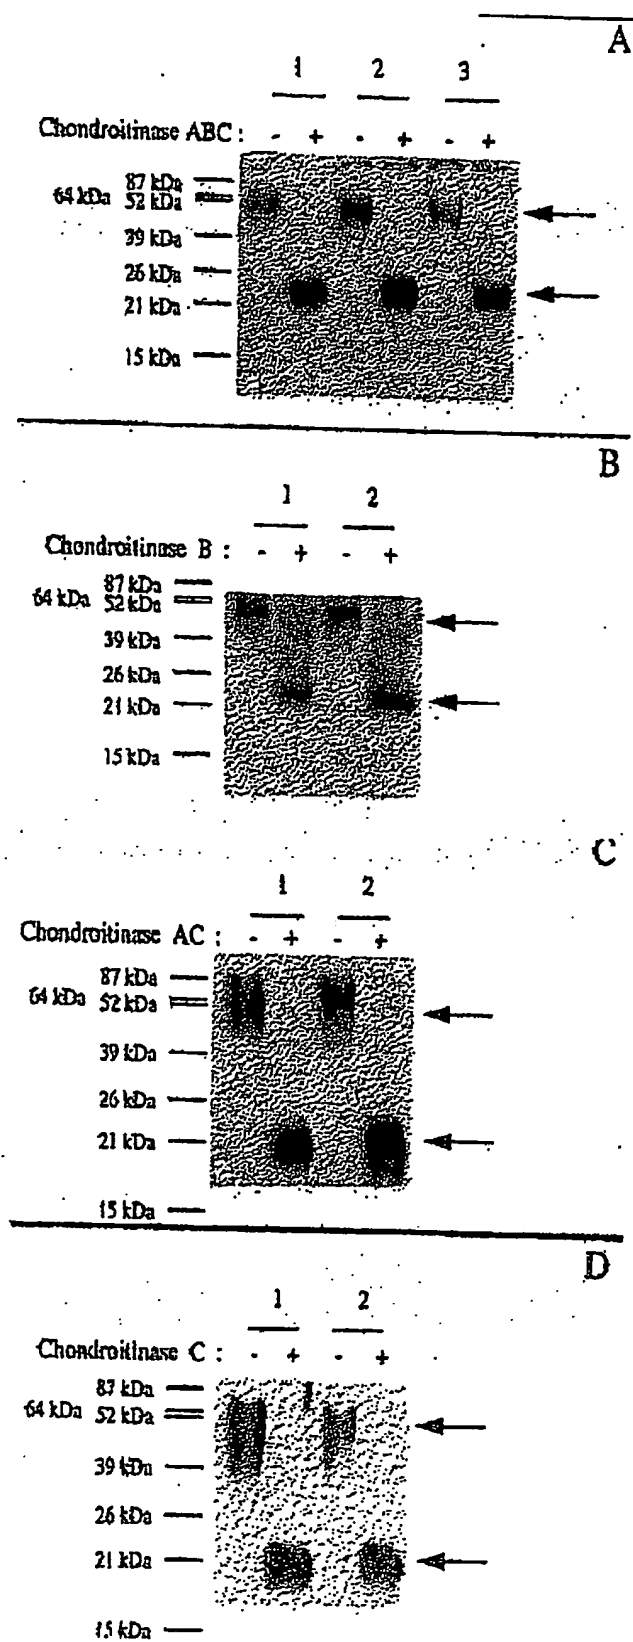 A
1 2 3
Chondroitinase ABC : - + - + - +
87 kDa
64 kDa 52 kDa
39 kDa
26 kDa
21 kDa
15 kDa
B
1 2
Chondroitinase B : - + - +
87 kDa
64 kDa 52 kDa
39 kDa
26 kDa
21 kDa
15 kDa
C
1 2
Chondroitinase AC : - + - +
87 kDa
64 kDa 52 kDa
39 kDa
26 kDa
21 kDa
15 kDa
D
1 2
Chondroitinase C : - + - +
87 kDa
64 kDa 52 kDa
39 kDa
26 kDa
21 kDa
15 kDa